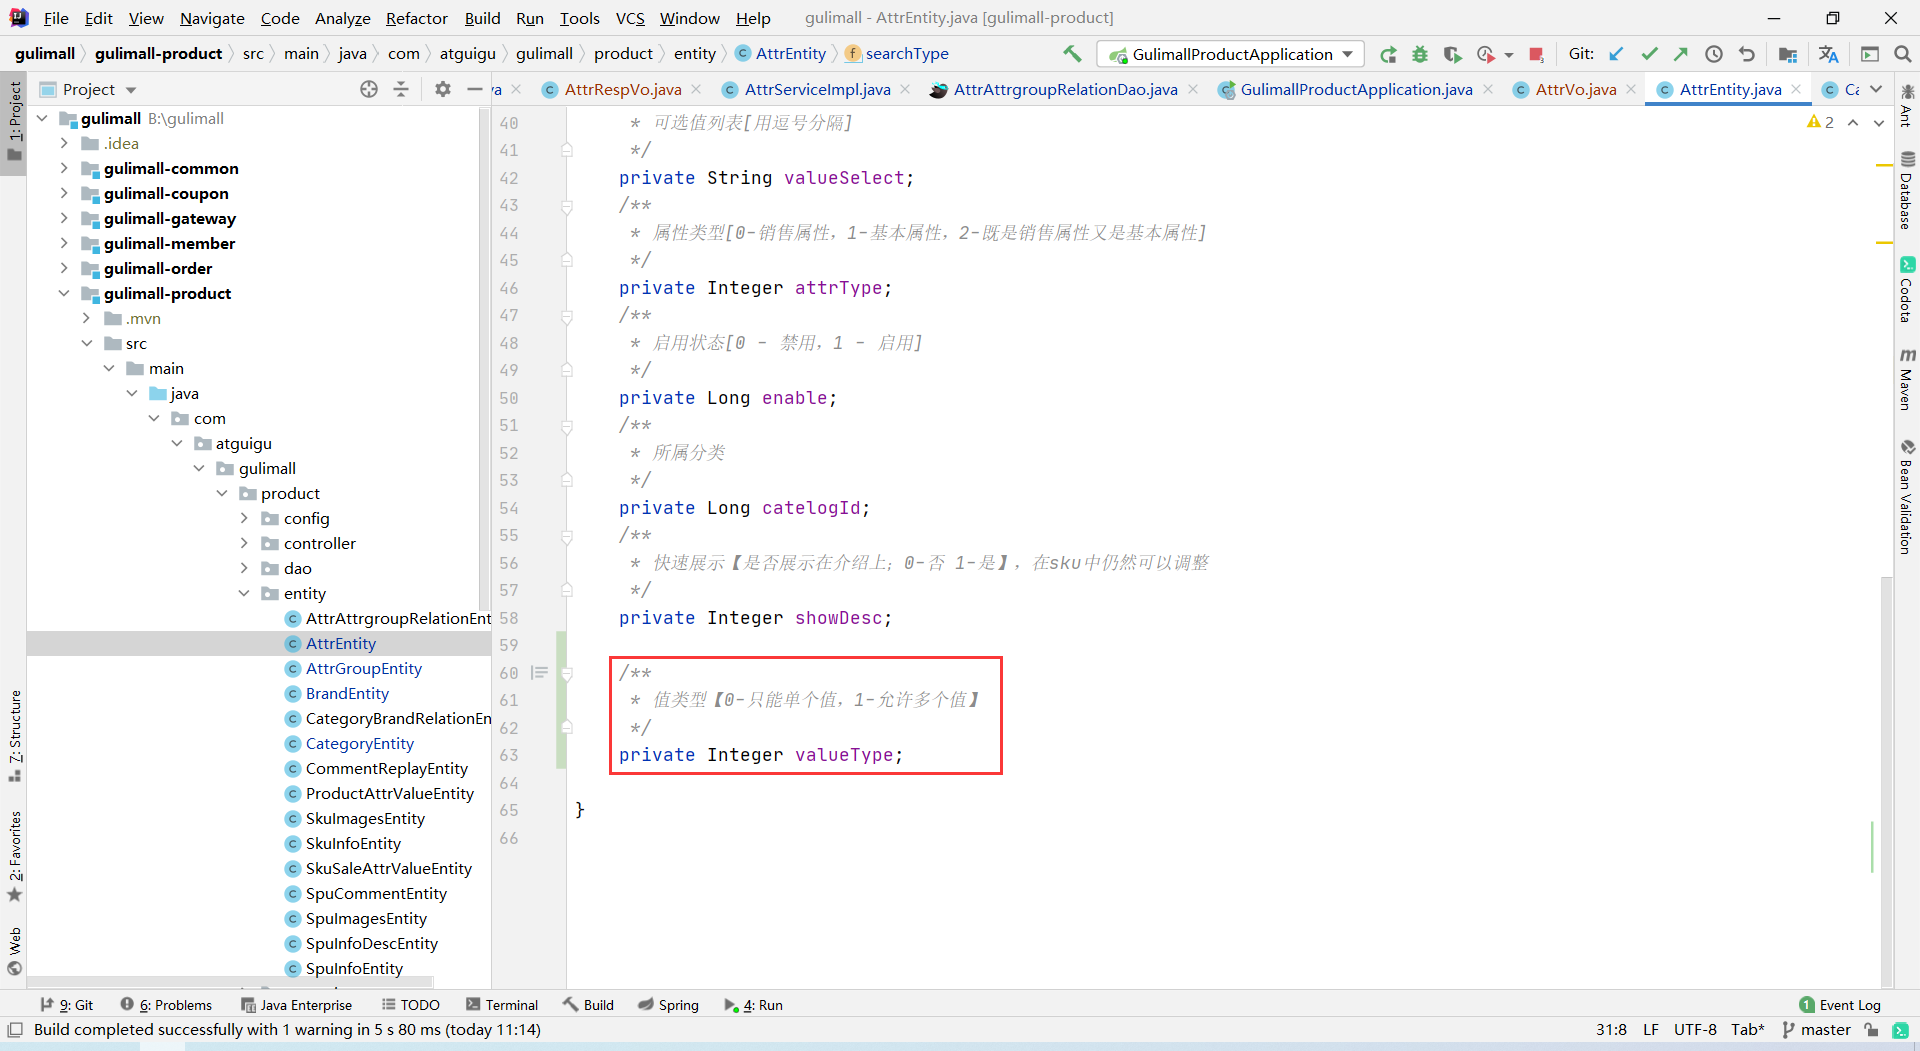 File Edit View Navigate Code Analyze Refactor Build Run Tools VCS Window Help gulimall - AttrEntity.java [gulimall-product]
gulimall gulimall-product src main java com atguigu gulimall product entity AttrEntity searchType GulimallProductApplication Git:
Project va AttrRespVo.java AttrServiceImpl.java AttrAttrgroupRelationDao.java GulimallProductApplication.java AttrVo.java AttrEntity.java Ca
1: Project
7: Structure
2: Favorites
Web
gulimall B:\gulimall
.idea
gulimall-common
gulimall-coupon
gulimall-gateway
gulimall-member
gulimall-order
gulimall-product
.mvn
src
main
java
com
atguigu
gulimall
product
config
controller
dao
entity
AttrAttrgroupRelationEnt
AttrEntity
AttrGroupEntity
BrandEntity
CategoryBrandRelationEn
CategoryEntity
CommentReplayEntity
ProductAttrValueEntity
SkuImagesEntity
SkuInfoEntity
SkuSaleAttrValueEntity
SpuCommentEntity
SpuImagesEntity
SpuInfoDescEntity
SpuInfoEntity
40 * 可选值列表[用逗号分隔]
41 */
42 private String valueSelect;
43 /**
44 * 属性类型[0-销售属性，1-基本属性，2-既是销售属性又是基本属性]
45 */
46 private Integer attrType;
47 /**
48 * 启用状态[0 - 禁用，1 - 启用]
49 */
50 private Long enable;
51 /**
52 * 所属分类
53 */
54 private Long catelogId;
55 /**
56 * 快速展示【是否展示在介绍上；0-否 1-是】，在sku中仍然可以调整
57 */
58 private Integer showDesc;
59
60 /**
61 * 值类型【0-只能单个值，1-允许多个值】
62 */
63 private Integer valueType;
64
65 }
66
2
Ant
Database
Codota
Maven
Bean Validation
9: Git 6: Problems Java Enterprise TODO Terminal Build Spring 4: Run 1 Event Log
Build completed successfully with 1 warning in 5 s 80 ms (today 11:14) 31:8 LF UTF-8 Tab* master